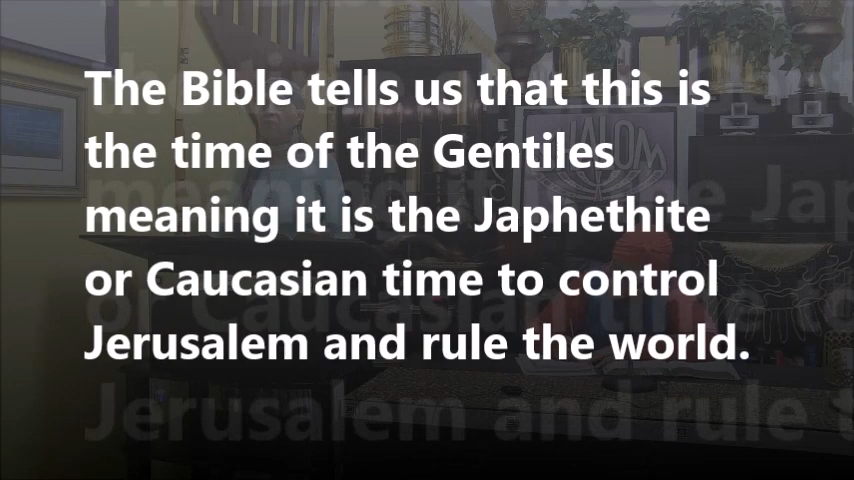 The Bible tells us that this is
the time of the Gentiles
meaning it is the Japhethite
or Caucasian time to control
Jerusalem and rule the world.